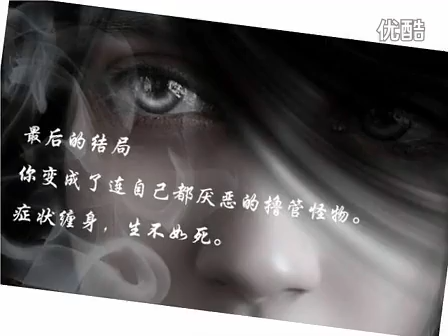 优酷
最后的结局
你变成了连自己都厌恶的撸管怪物。
症状缠身，生不如死。